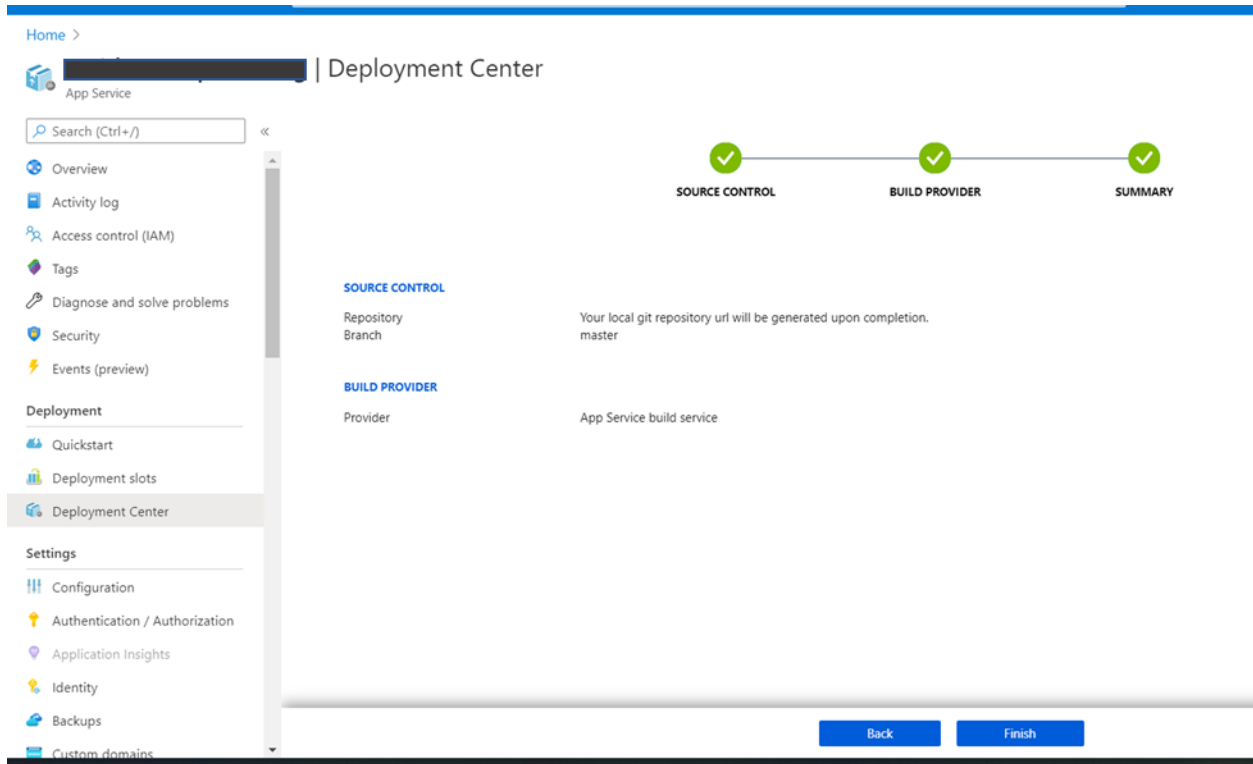 Home >
| Deployment Center
App Service
Search (Ctrl+/)
«
Overview
Activity log
Access control (IAM)
Tags
Diagnose and solve problems
Security
Events (preview)
Deployment
Quickstart
Deployment slots
Deployment Center
Settings
Configuration
Authentication / Authorization
Application Insights
Identity
Backups
Custom domains
SOURCE CONTROL
BUILD PROVIDER
SUMMARY
SOURCE CONTROL
Repository Your local git repository url will be generated upon completion.
Branch master
BUILD PROVIDER
Provider App Service build service
Back
Finish